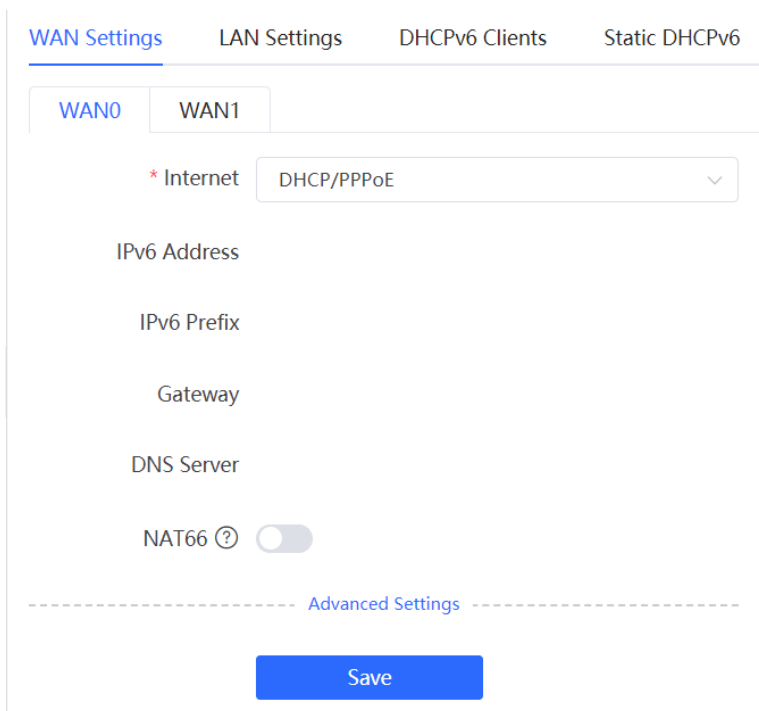 WAN Settings LAN Settings DHCPv6 Clients Static DHCPv6
WAN0 WAN1
* Internet DHCP/PPPoE
IPv6 Address
IPv6 Prefix
Gateway
DNS Server
NAT66 ?
Advanced Settings
Save